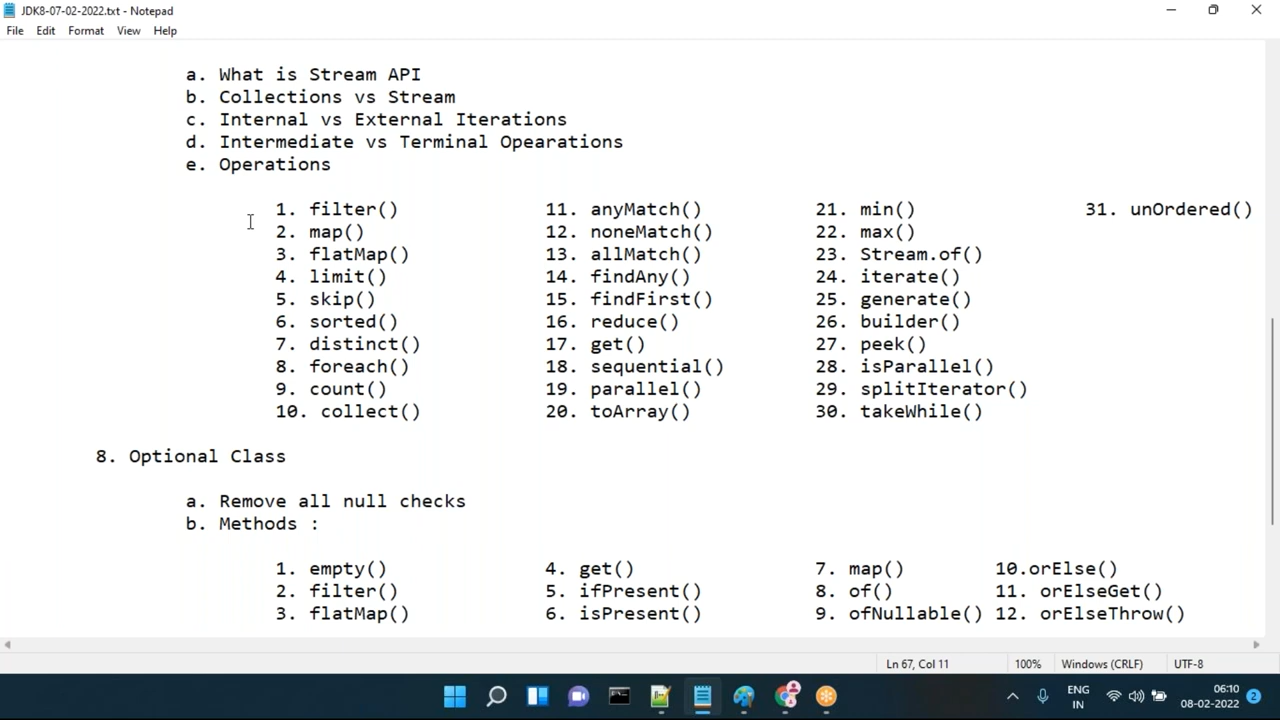 JDK8-07-02-2022.txt - Notepad
File Edit Format View Help
a. What is Stream API
b. Collections vs Stream
c. Internal vs External Iterations
d. Intermediate vs Terminal Opearations
e. Operations
1. filter() 11. anyMatch() 21. min() 31. unOrdered()
2. map() 12. noneMatch() 22. max()
3. flatMap() 13. allMatch() 23. Stream.of()
4. limit() 14. findAny() 24. iterate()
5. skip() 15. findFirst() 25. generate()
6. sorted() 16. reduce() 26. builder()
7. distinct() 17. get() 27. peek()
8. foreach() 18. sequential() 28. isParallel()
9. count() 19. parallel() 29. splitIterator()
10. collect() 20. toArray() 30. takeWhile()
8. Optional Class
a. Remove all null checks
b. Methods :
1. empty() 4. get() 7. map() 10.orElse()
2. filter() 5. ifPresent() 8. of() 11. orElseGet()
3. flatMap() 6. isPresent() 9. ofNullable() 12. orElseThrow()
Ln 67, Col 11 100% Windows (CRLF) UTF-8
ENG 06:10
IN 08-02-2022 2